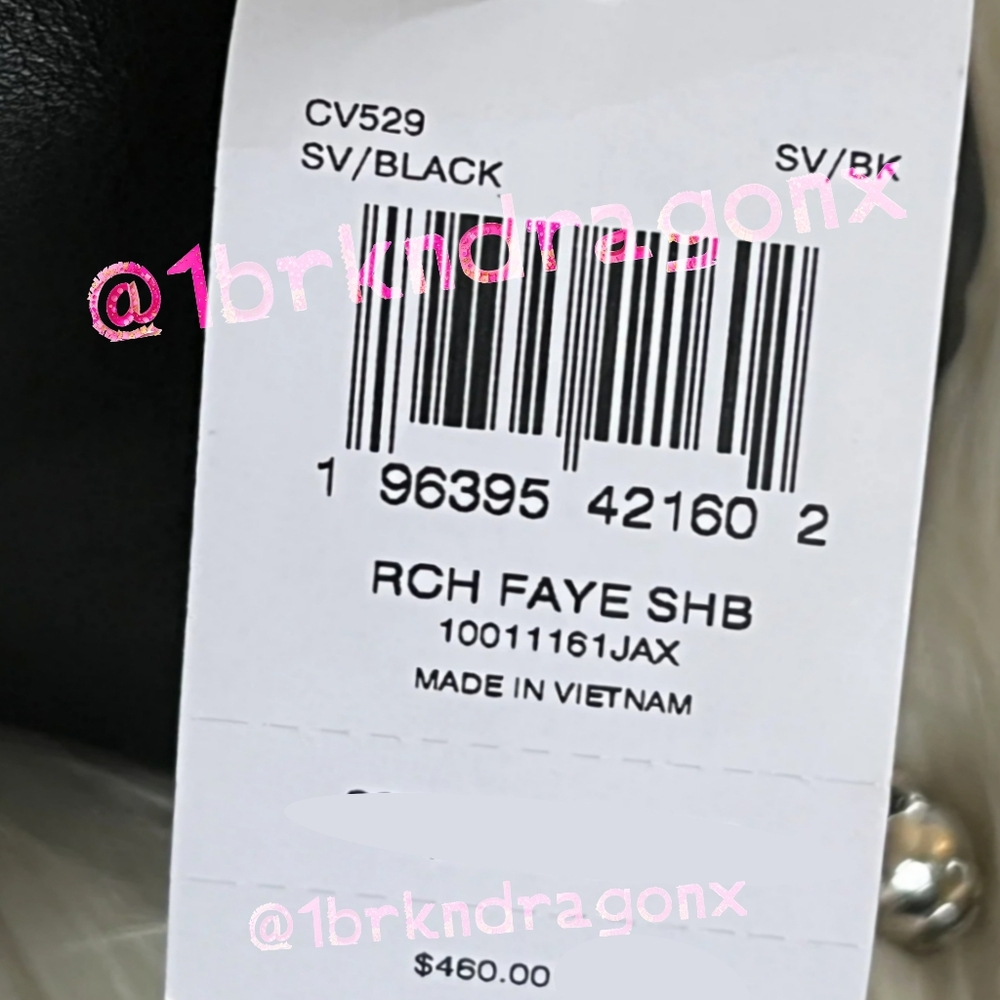 CV529
SV/BLACK SV/BK
@1brkndragonx
1 96395 42160 2
RCH FAYE SHB
10011161JAX
MADE IN VIETNAM
@1brkndragonx
$460.00